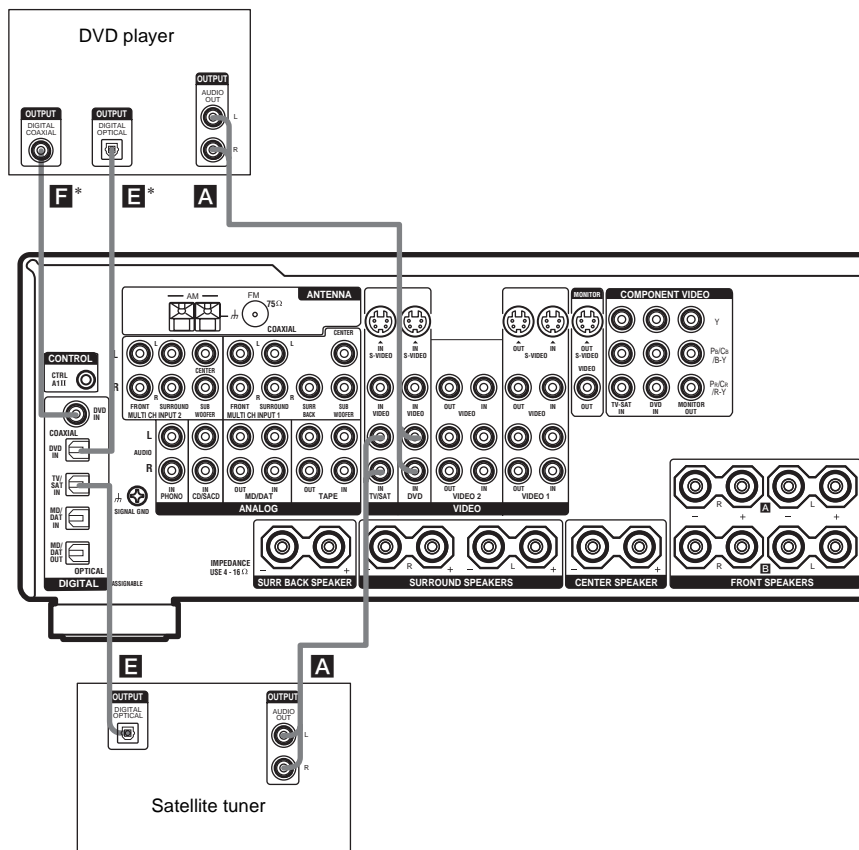 DVD player
OUTPUT
AUDIO
OUT
L
R
OUTPUT
DIGITAL
COAXIAL
OUTPUT
DIGITAL
OPTICAL
F*
E*
A
AM
FM
75Ω
COAXIAL
ANTENNA
CENTER
L
R
L
R
CENTER
L
R
FRONT
SURROUND
SUB
WOOFER
MULTI CH INPUT 2
FRONT
SURROUND
SURR
BACK
SUB
WOOFER
MULTI CH INPUT 1
CONTROL
CTRL
A1II
DVD
IN
COAXIAL
DVD
IN
TV/
SAT
IN
MD/
DAT
IN
MD/
DAT
OUT
OPTICAL
DIGITAL
ASSIGNABLE
SIGNAL GND
L
AUDIO
R
IN
PHONO
IN
CD/SACD
OUT
IN
MD/DAT
OUT
IN
TAPE
ANALOG
IN
S-VIDEO
IN
S-VIDEO
OUT
IN
S-VIDEO
IN
VIDEO
IN
VIDEO
OUT
IN
VIDEO
OUT
IN
VIDEO
IN
TV/SAT
IN
DVD
OUT
IN
VIDEO 2
OUT
IN
VIDEO 1
VIDEO
MONITOR
OUT
S-VIDEO
VIDEO
OUT
COMPONENT VIDEO
Y
PB/CB
/B-Y
PR/CR
/R-Y
TV-SAT
IN
DVD
IN
MONITOR
OUT
IMPEDANCE
USE 4 - 16 Ω
– +
SURR BACK SPEAKER
– R + – L +
SURROUND SPEAKERS
– +
CENTER SPEAKER
R A L
– + – +
R B L
FRONT SPEAKERS
E
A
OUTPUT
DIGITAL
OPTICAL
OUTPUT
AUDIO
OUT
L
R
Satellite tuner